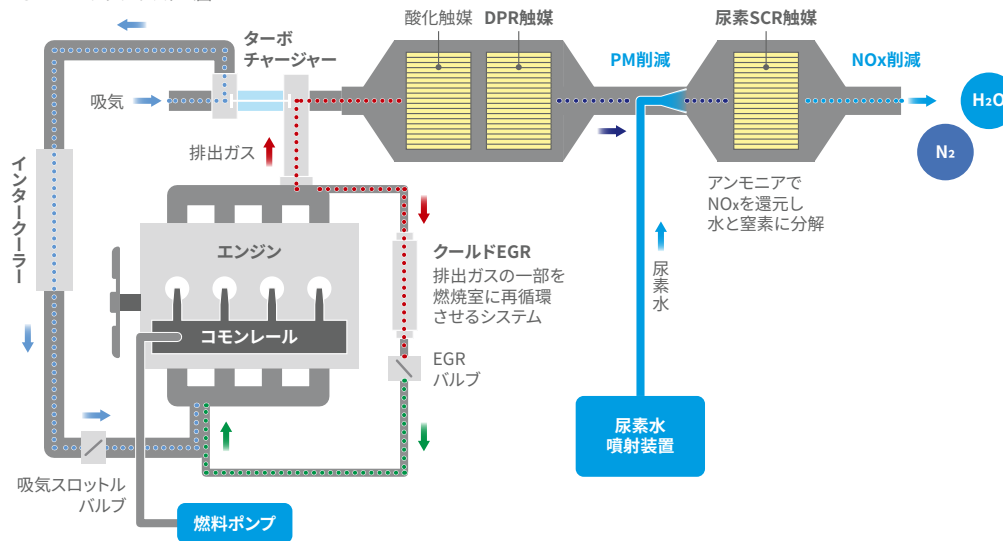 酸化触媒
DPR触媒
尿素SCR触媒
ターボ
チャージャー
PM削減
NOx削減
吸気
H₂O
N₂
排出ガス
インタークーラー
アンモニアで
NOxを還元し
水と窒素に分解
エンジン
クールドEGR
排出ガスの一部を
燃焼室に再循環
させるシステム
尿素水
コモンレール
EGR
バルブ
尿素水
噴射装置
吸気スロットル
バルブ
燃料ポンプ